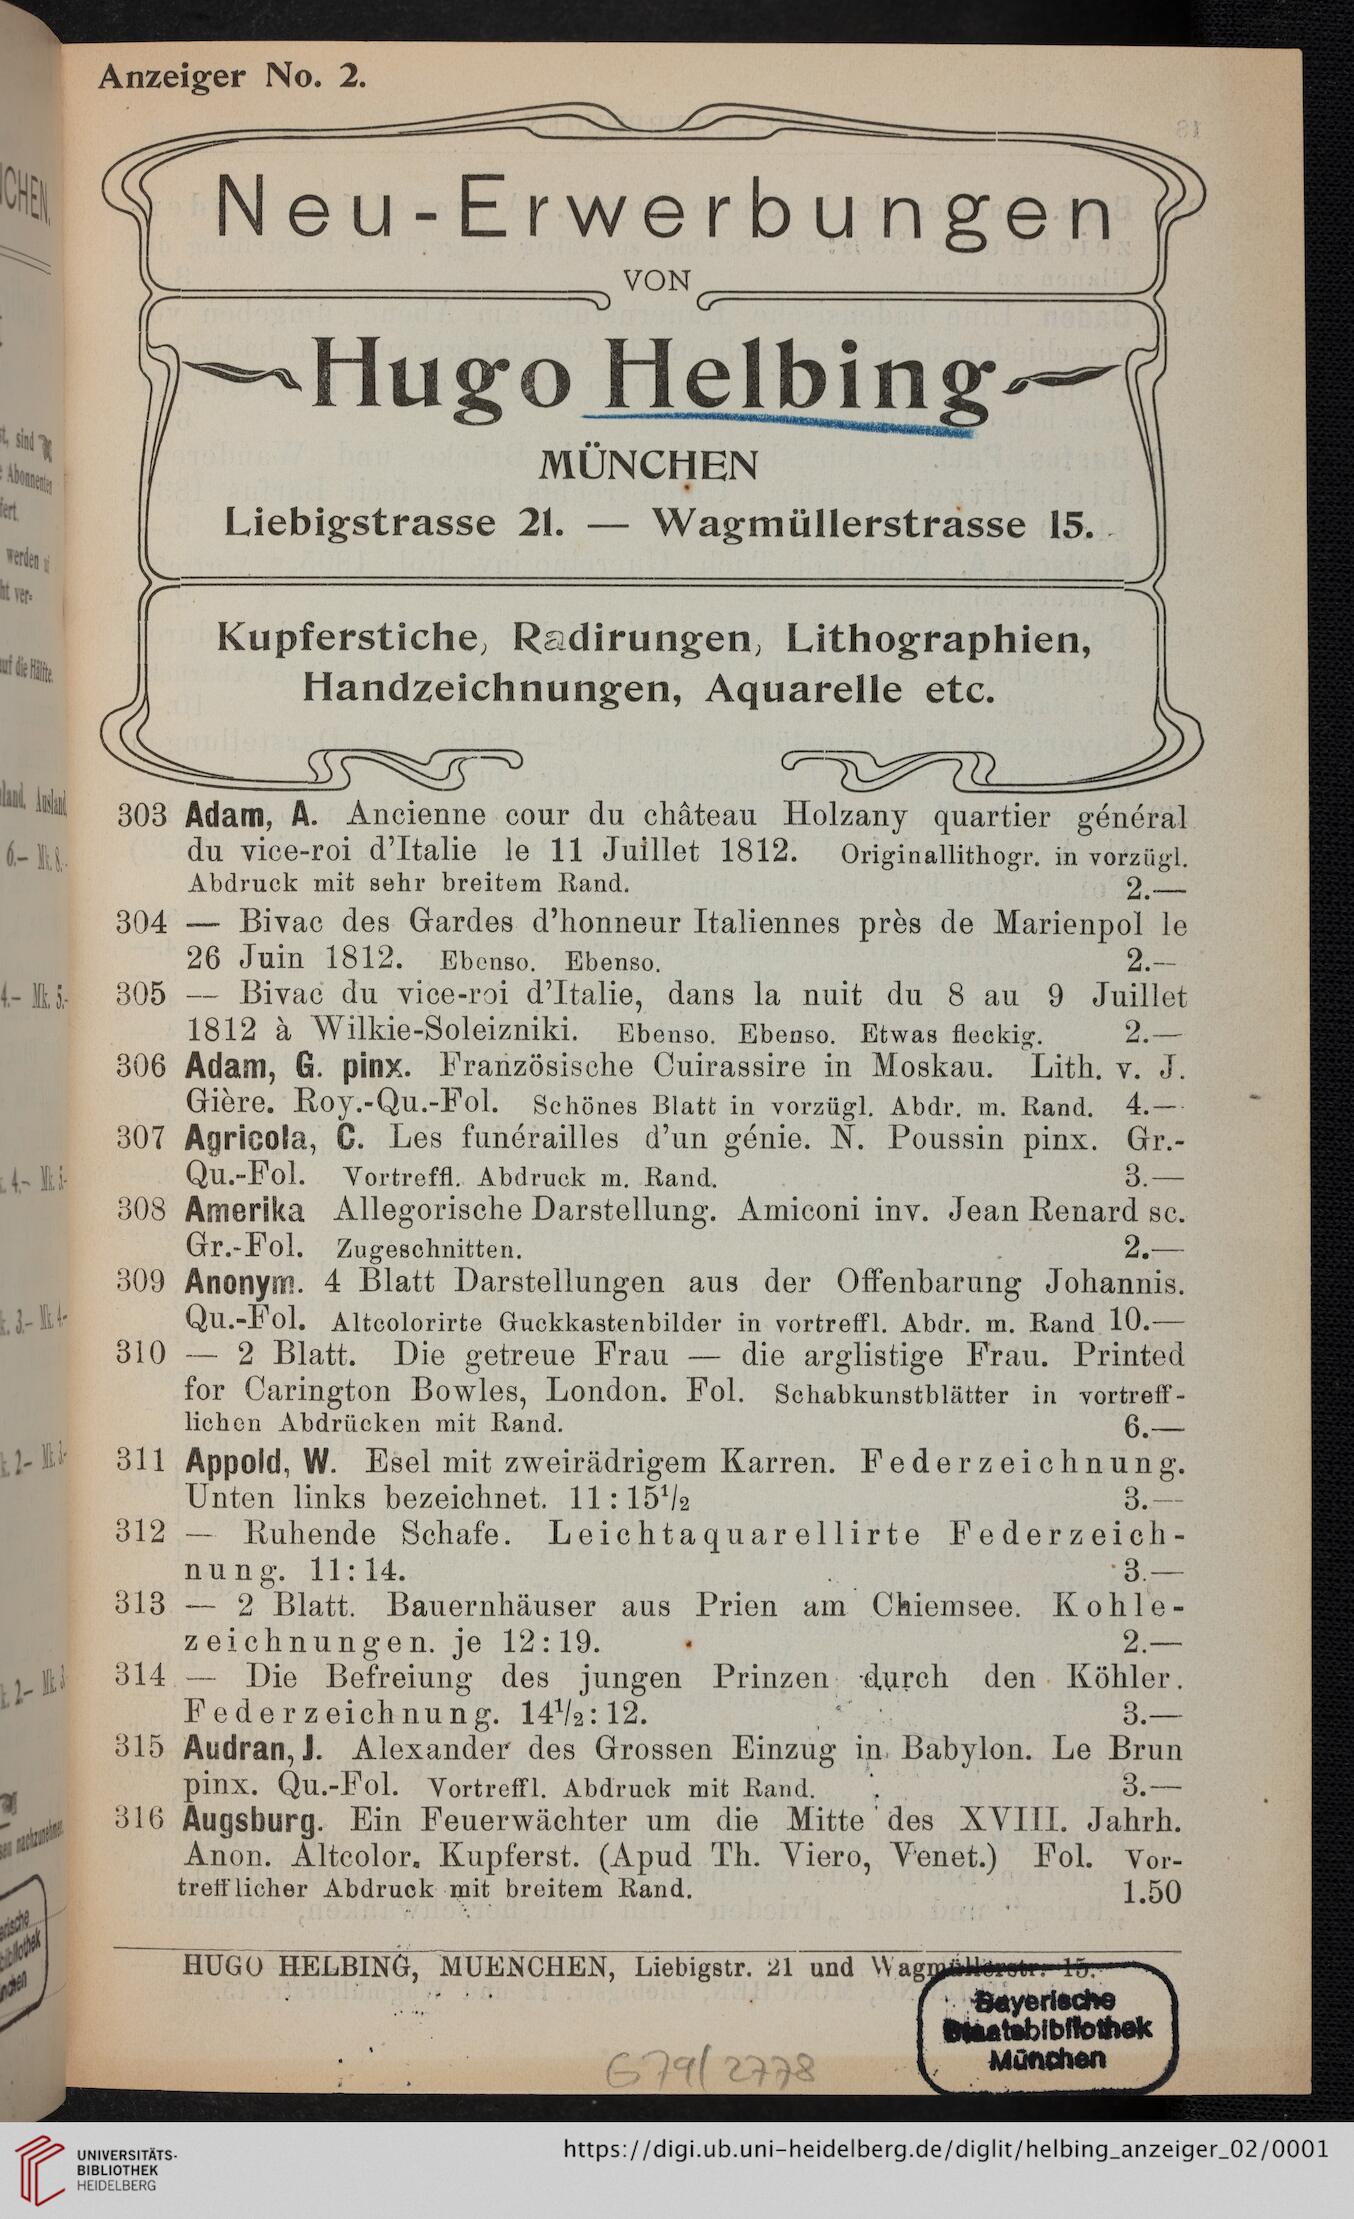 Anzeiger No. 2.
Neu-Erwerbungen
VON
Hugo Helbing
MÜNCHEN
Liebigstrasse 21. — Wagmüllerstrasse 15.
Kupferstiche, Radirungen, Lithographien,
Handzeichnungen, Aquarelle etc.
303 Adam, A. Ancienne cour du château Holzany quartier général
du vice-roi d'Italie le 11 Juillet 1812. Originallithogr. in vorzügl.
Abdruck mit sehr breitem Rand. 2.—
304 — Bivac des Gardes d'honneur Italiennes près de Marienpol le
26 Juin 1812. Ebenso. Ebenso. 2.—
305 — Bivac du vice-roi d'Italie, dans la nuit du 8 au 9 Juillet
1812 à Wilkie-Soleizniki. Ebenso. Ebenso. Etwas fleckig. 2.—
306 Adam, G. pinx. Französische Cuirassire in Moskau. Lith. v. J.
Gière. Roy.-Qu.-Fol. Schönes Blatt in vorzügl. Abdr. m. Rand. 4.—
307 Agricola, C. Les funérailles d'un génie. N. Poussin pinx. Gr.-
Qu.-Fol. Vortreffl. Abdruck m. Rand. 3.—
308 Amerika Allegorische Darstellung. Amiconi inv. Jean Renard sc.
Gr.-Fol. Zugeschnitten. 2.—
309 Anonym. 4 Blatt Darstellungen aus der Offenbarung Johannis.
Qu.-Fol. Altcolorirte Guckkastenbilder in vortreffl. Abdr. m. Rand 10.—
310 — 2 Blatt. Die getreue Frau — die arglistige Frau. Printed
for Carington Bowles, London. Fol. Schabkunstblätter in vortreff-
lichen Abdrücken mit Rand. 6.—
311 Appold, W. Esel mit zweirädrigem Karren. Federzeichnung.
Unten links bezeichnet. 11 : 15½ 3.—
312 — Ruhende Schafe. Leichtaquarellirte Federzeich-
nung. 11:14. 3.—
313 — 2 Blatt. Bauernhäuser aus Prien am Chiemsee. Kohle-
zeichnungen. je 12:19. 2.—
314 — Die Befreiung des jungen Prinzen durch den Köhler.
Federzeichnung. 14½:12. 3.—
315 Audran, J. Alexander des Grossen Einzug in Babylon. Le Brun
pinx. Qu.-Fol. Vortreffl. Abdruck mit Rand. 3.—
316 Augsburg. Ein Feuerwächter um die Mitte des XVIII. Jahrh.
Anon. Altcolor. Kupferst. (Apud Th. Viero, Venet.) Fol. Vor-
trefflicher Abdruck mit breitem Rand. 1.50
HUGO HELBING, MUENCHEN, Liebigstr. 21 und Wagmüllerstr. 15.
Bayerische
Staatsbibliothek
München
G 79/2778
UNIVERSITÄTS-
BIBLIOTHEK
HEIDELBERG
https://digi.ub.uni-heidelberg.de/diglit/helbing_anzeiger_02/0001